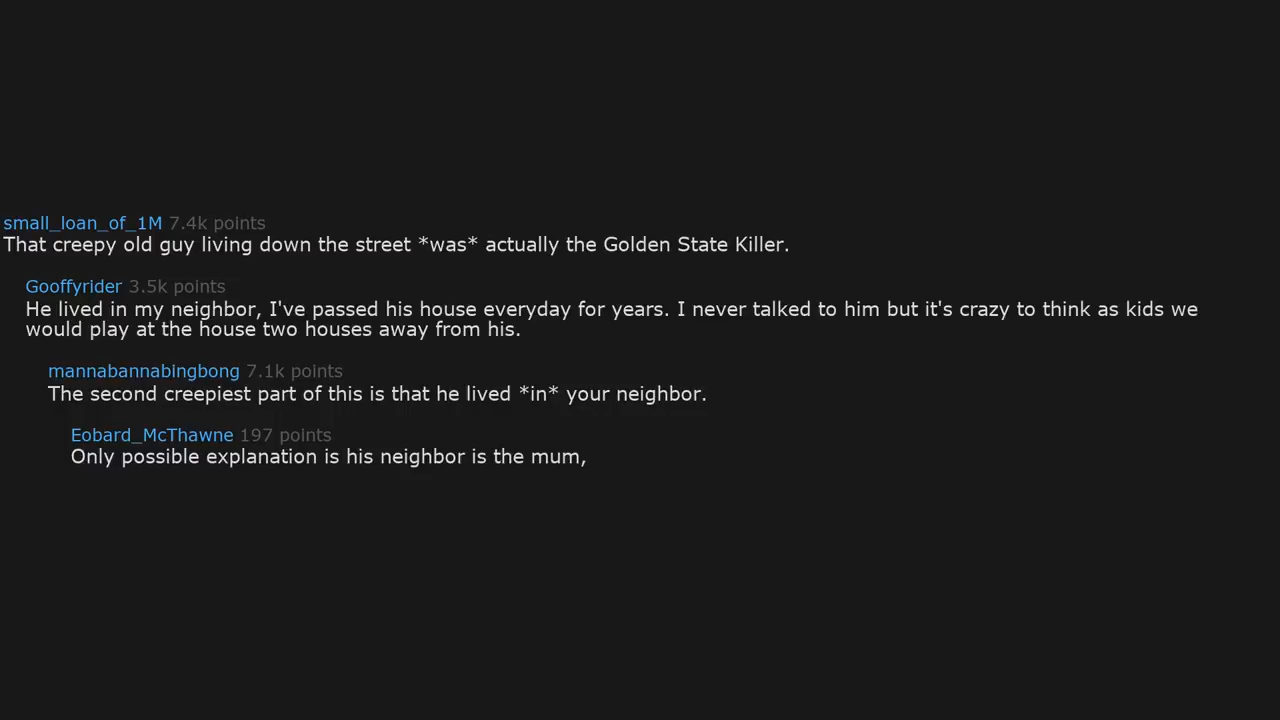 small_loan_of_1M 7.4k points
That creepy old guy living down the street *was* actually the Golden State Killer.
Gooffyrider 3.5k points
He lived in my neighbor, I've passed his house everyday for years. I never talked to him but it's crazy to think as kids we
would play at the house two houses away from his.
mannabannabingbong 7.1k points
The second creepiest part of this is that he lived *in* your neighbor.
Eobard_McThawne 197 points
Only possible explanation is his neighbor is the mum,